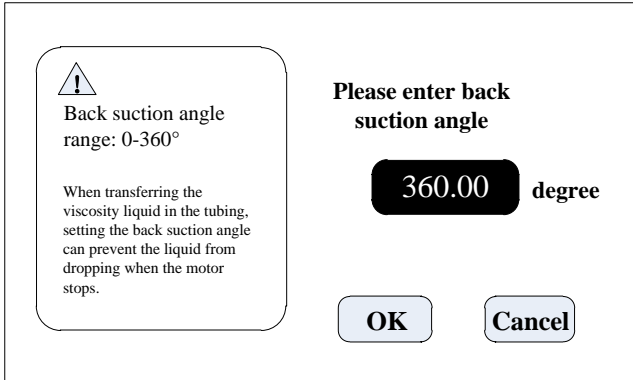 !
Back suction angle
range: 0-360°
When transferring the
viscosity liquid in the tubing,
setting the back suction angle
can prevent the liquid from
dropping when the motor
stops.
Please enter back
suction angle
360.00 degree
OK Cancel